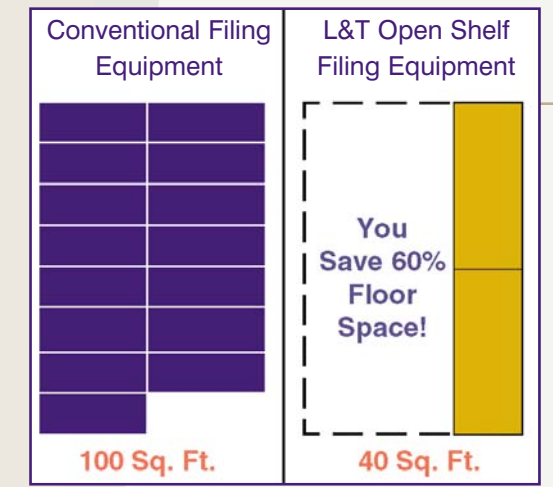 Conventional Filing
Equipment
L&T Open Shelf
Filing Equipment
You
Save 60%
Floor
Space!
100 Sq. Ft.
40 Sq. Ft.